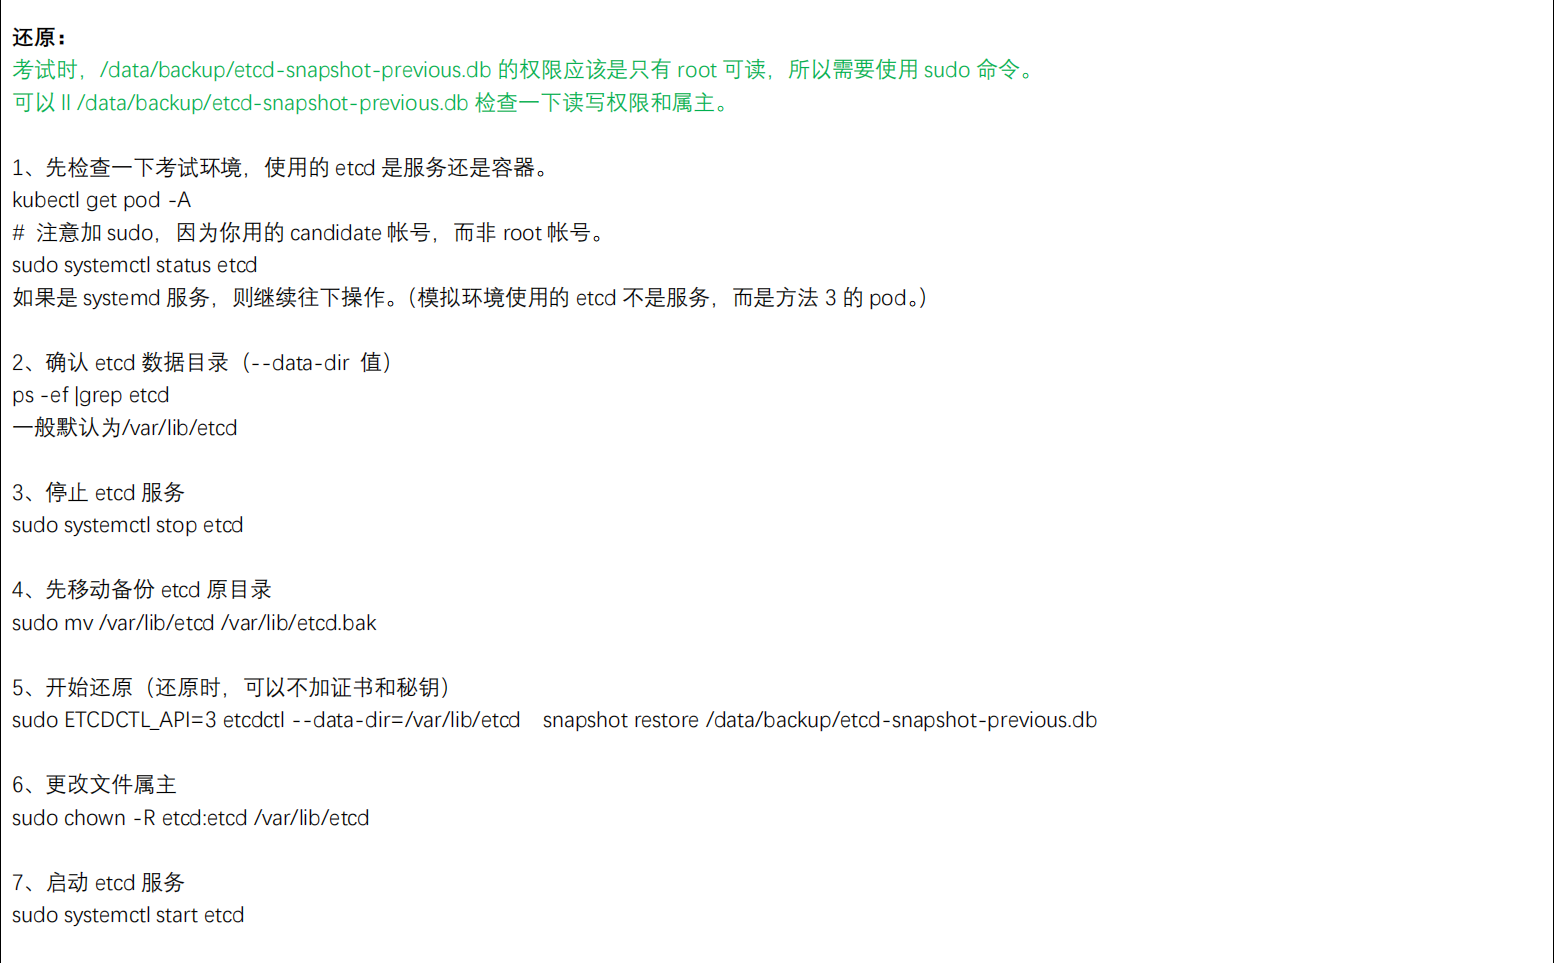 还原：
考试时，/data/backup/etcd-snapshot-previous.db 的权限应该是只有 root 可读，所以需要使用 sudo 命令。
可以 ll /data/backup/etcd-snapshot-previous.db 检查一下读写权限和属主。
1、先检查一下考试环境，使用的 etcd 是服务还是容器。
kubectl get pod -A
# 注意加 sudo，因为你用的 candidate 帐号，而非 root 帐号。
sudo systemctl status etcd
如果是 systemd 服务，则继续往下操作。（模拟环境使用的 etcd 不是服务，而是方法 3 的 pod。）
2、确认 etcd 数据目录（--data-dir 值）
ps -ef |grep etcd
一般默认为/var/lib/etcd
3、停止 etcd 服务
sudo systemctl stop etcd
4、先移动备份 etcd 原目录
sudo mv /var/lib/etcd /var/lib/etcd.bak
5、开始还原（还原时，可以不加证书和秘钥）
sudo ETCDCTL_API=3 etcdctl --data-dir=/var/lib/etcd snapshot restore /data/backup/etcd-snapshot-previous.db
6、更改文件属主
sudo chown -R etcd:etcd /var/lib/etcd
7、启动 etcd 服务
sudo systemctl start etcd